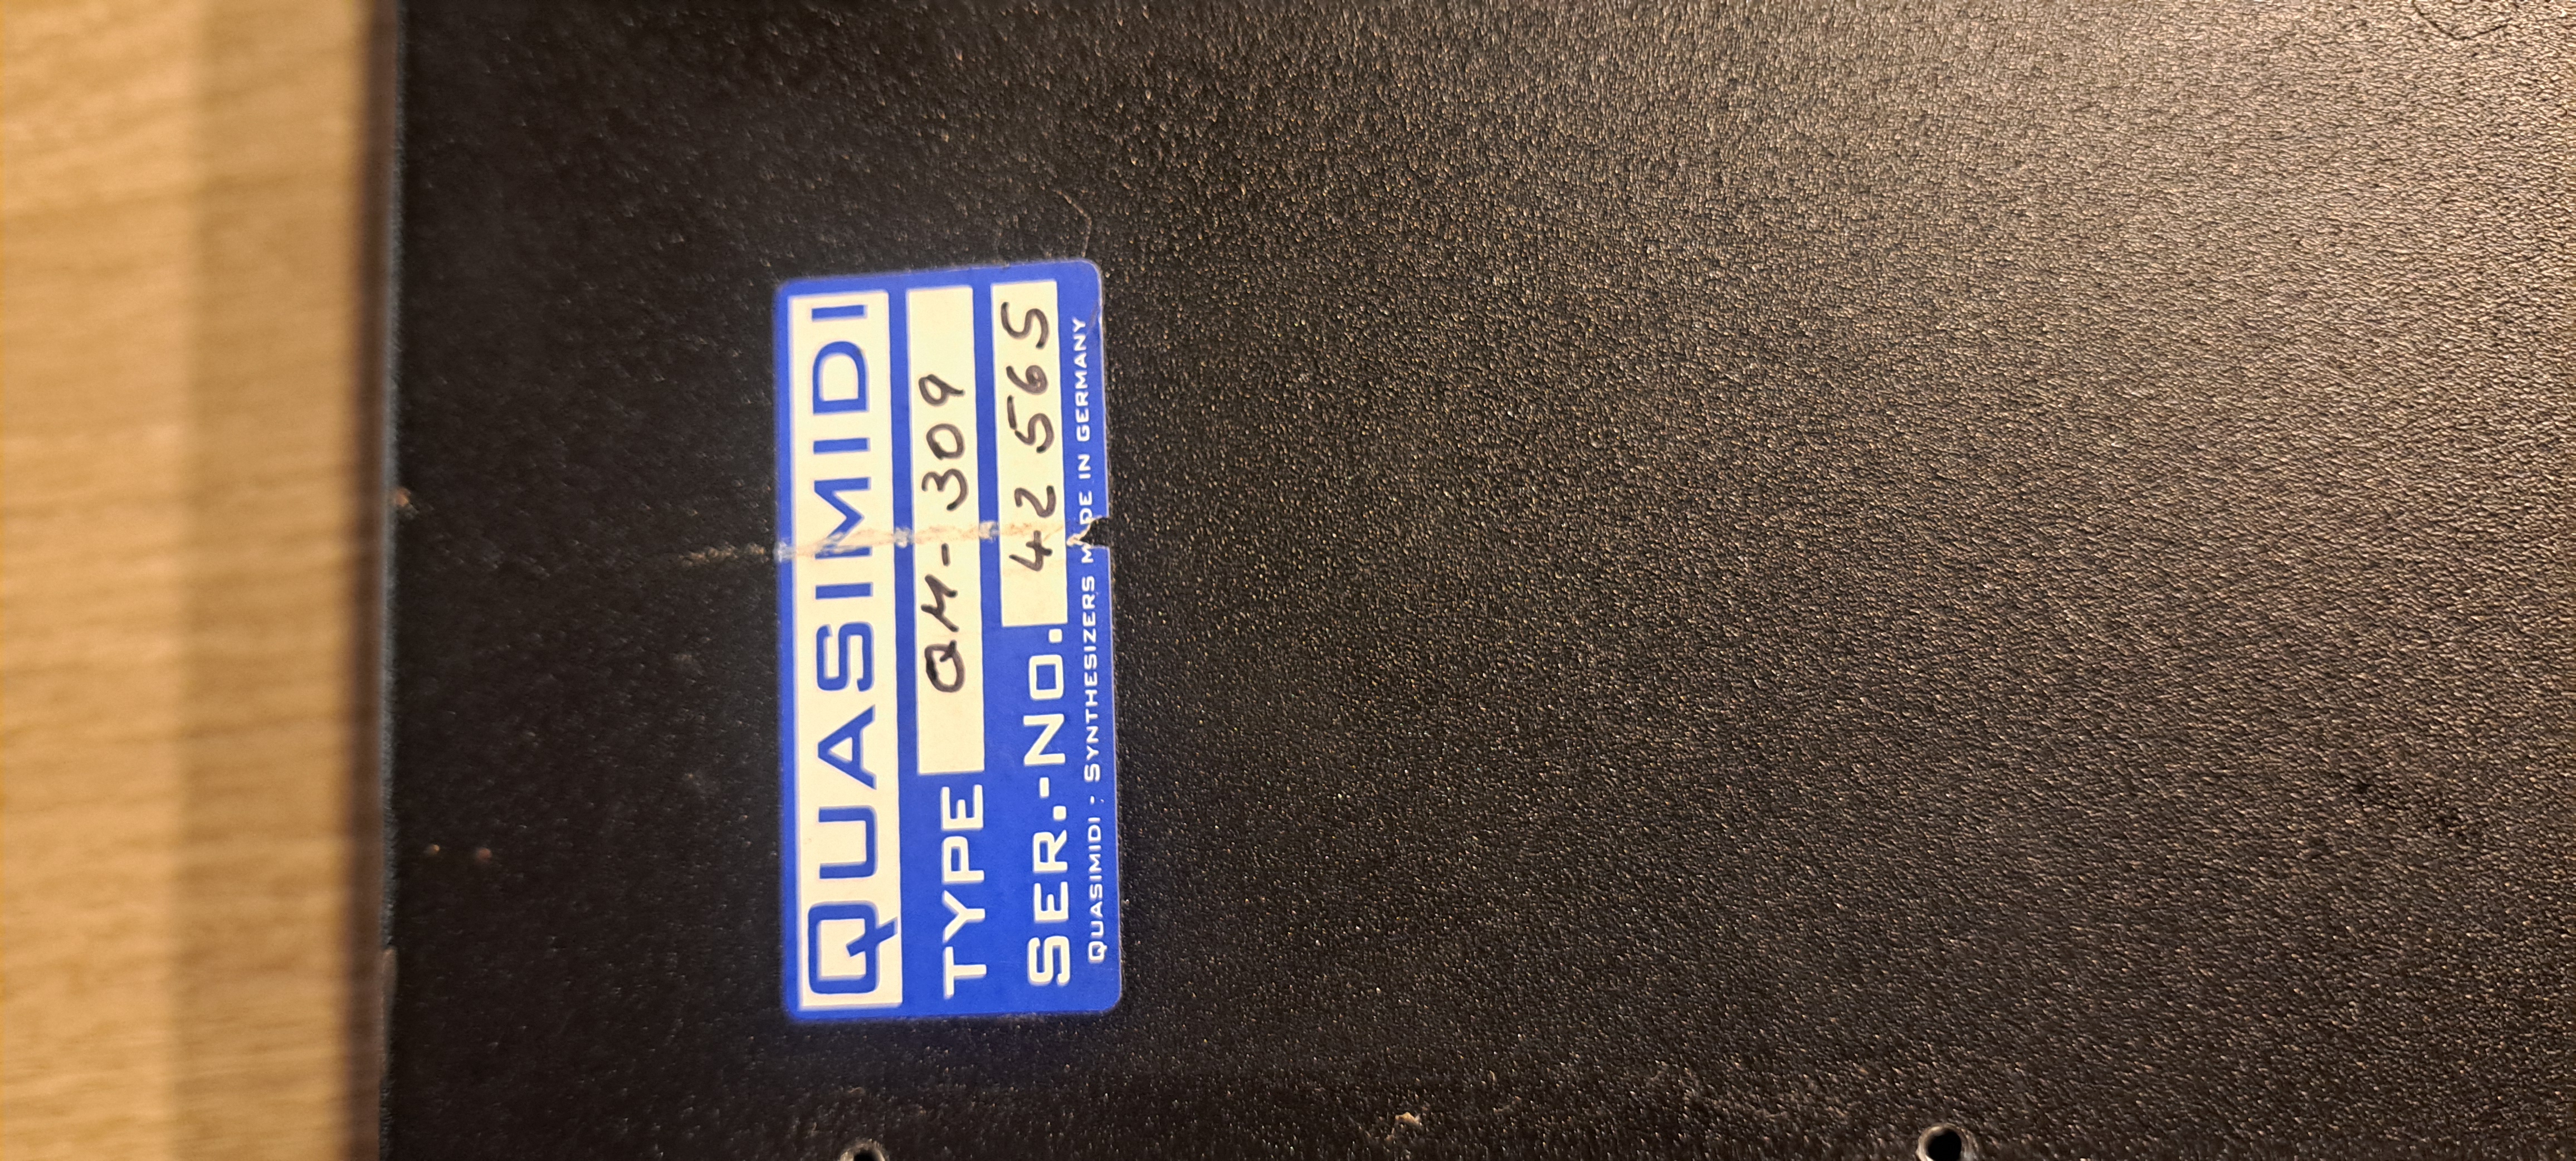 QUASIMIDI
TYPE QM-309
SER.-NO. 42565
QUASIMIDI - SYNTHESIZERS MADE IN GERMANY